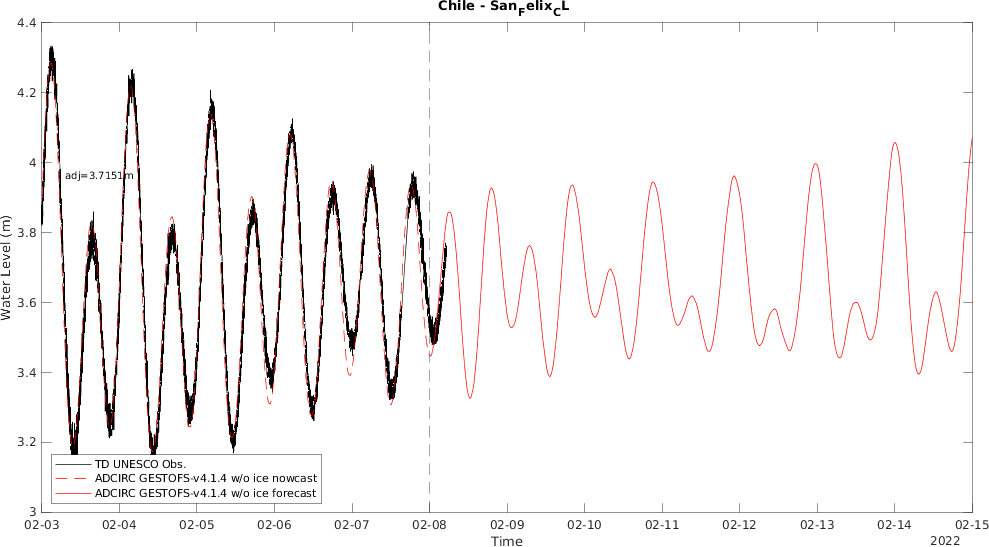 Chile - SanFelixCL
4.4
4.2
4
3.8
3.6
3.4
3.2
3
Water Level (m)
adj=3.7151m
TD UNESCO Obs.
ADCIRC GESTOFS-v4.1.4 w/o ice nowcast
ADCIRC GESTOFS-v4.1.4 w/o ice forecast
02-03 02-04 02-05 02-06 02-07 02-08 02-09 02-10 02-11 02-12 02-13 02-14 02-15
Time
2022